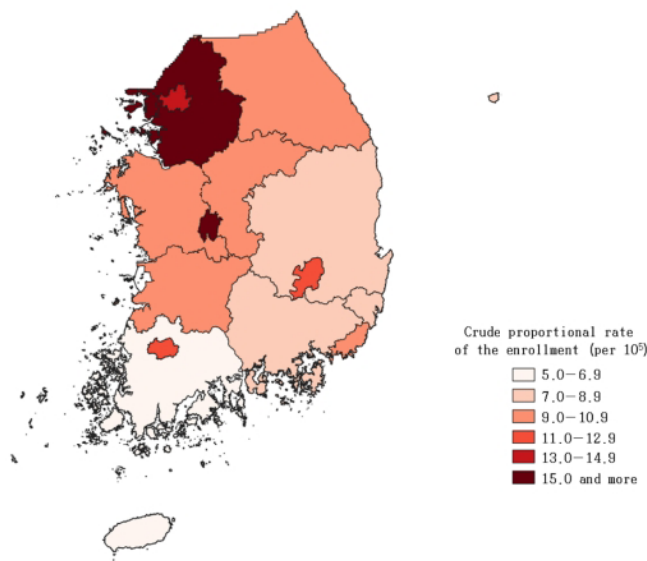 Crude proportional rate
of the enrollment (per 10⁵)
5.0−6.9
7.0−8.9
9.0−10.9
11.0−12.9
13.0−14.9
15.0 and more